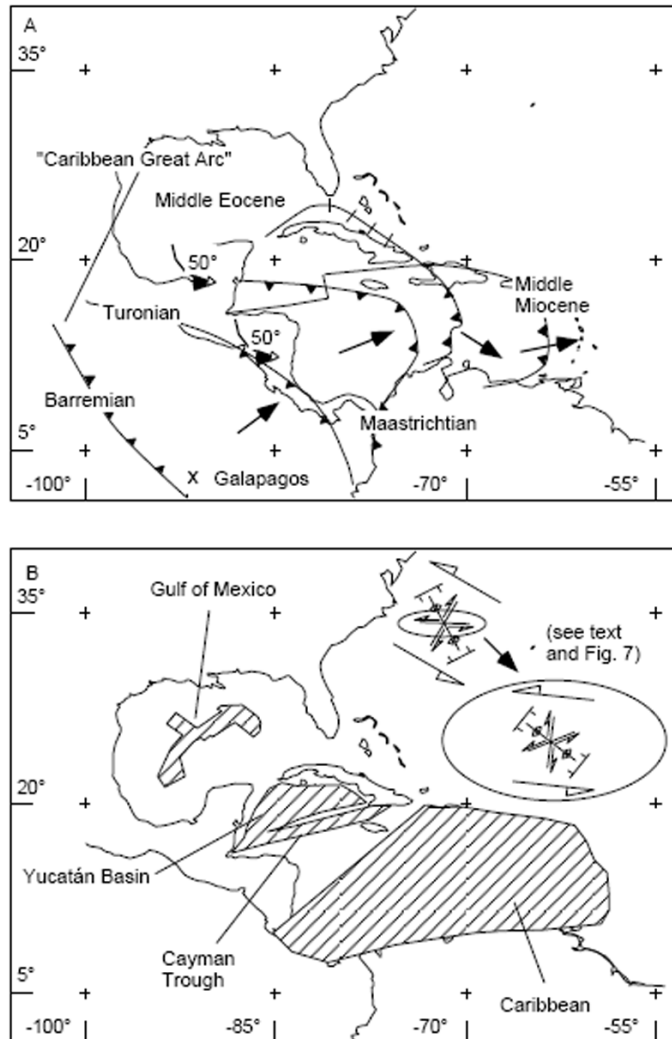 A
35°
"Caribbean Great Arc"
Middle Eocene
20°
50°
Turonian
Middle
Miocene
50°
Barremian
Maastrichtian
5°
X Galapagos
-100° -70° -55°
B
Gulf of Mexico
35°
(see text
and Fig. 7)
20°
Yucatán Basin
Cayman
Trough
5°
Caribbean
-100° -85° -70° -55°